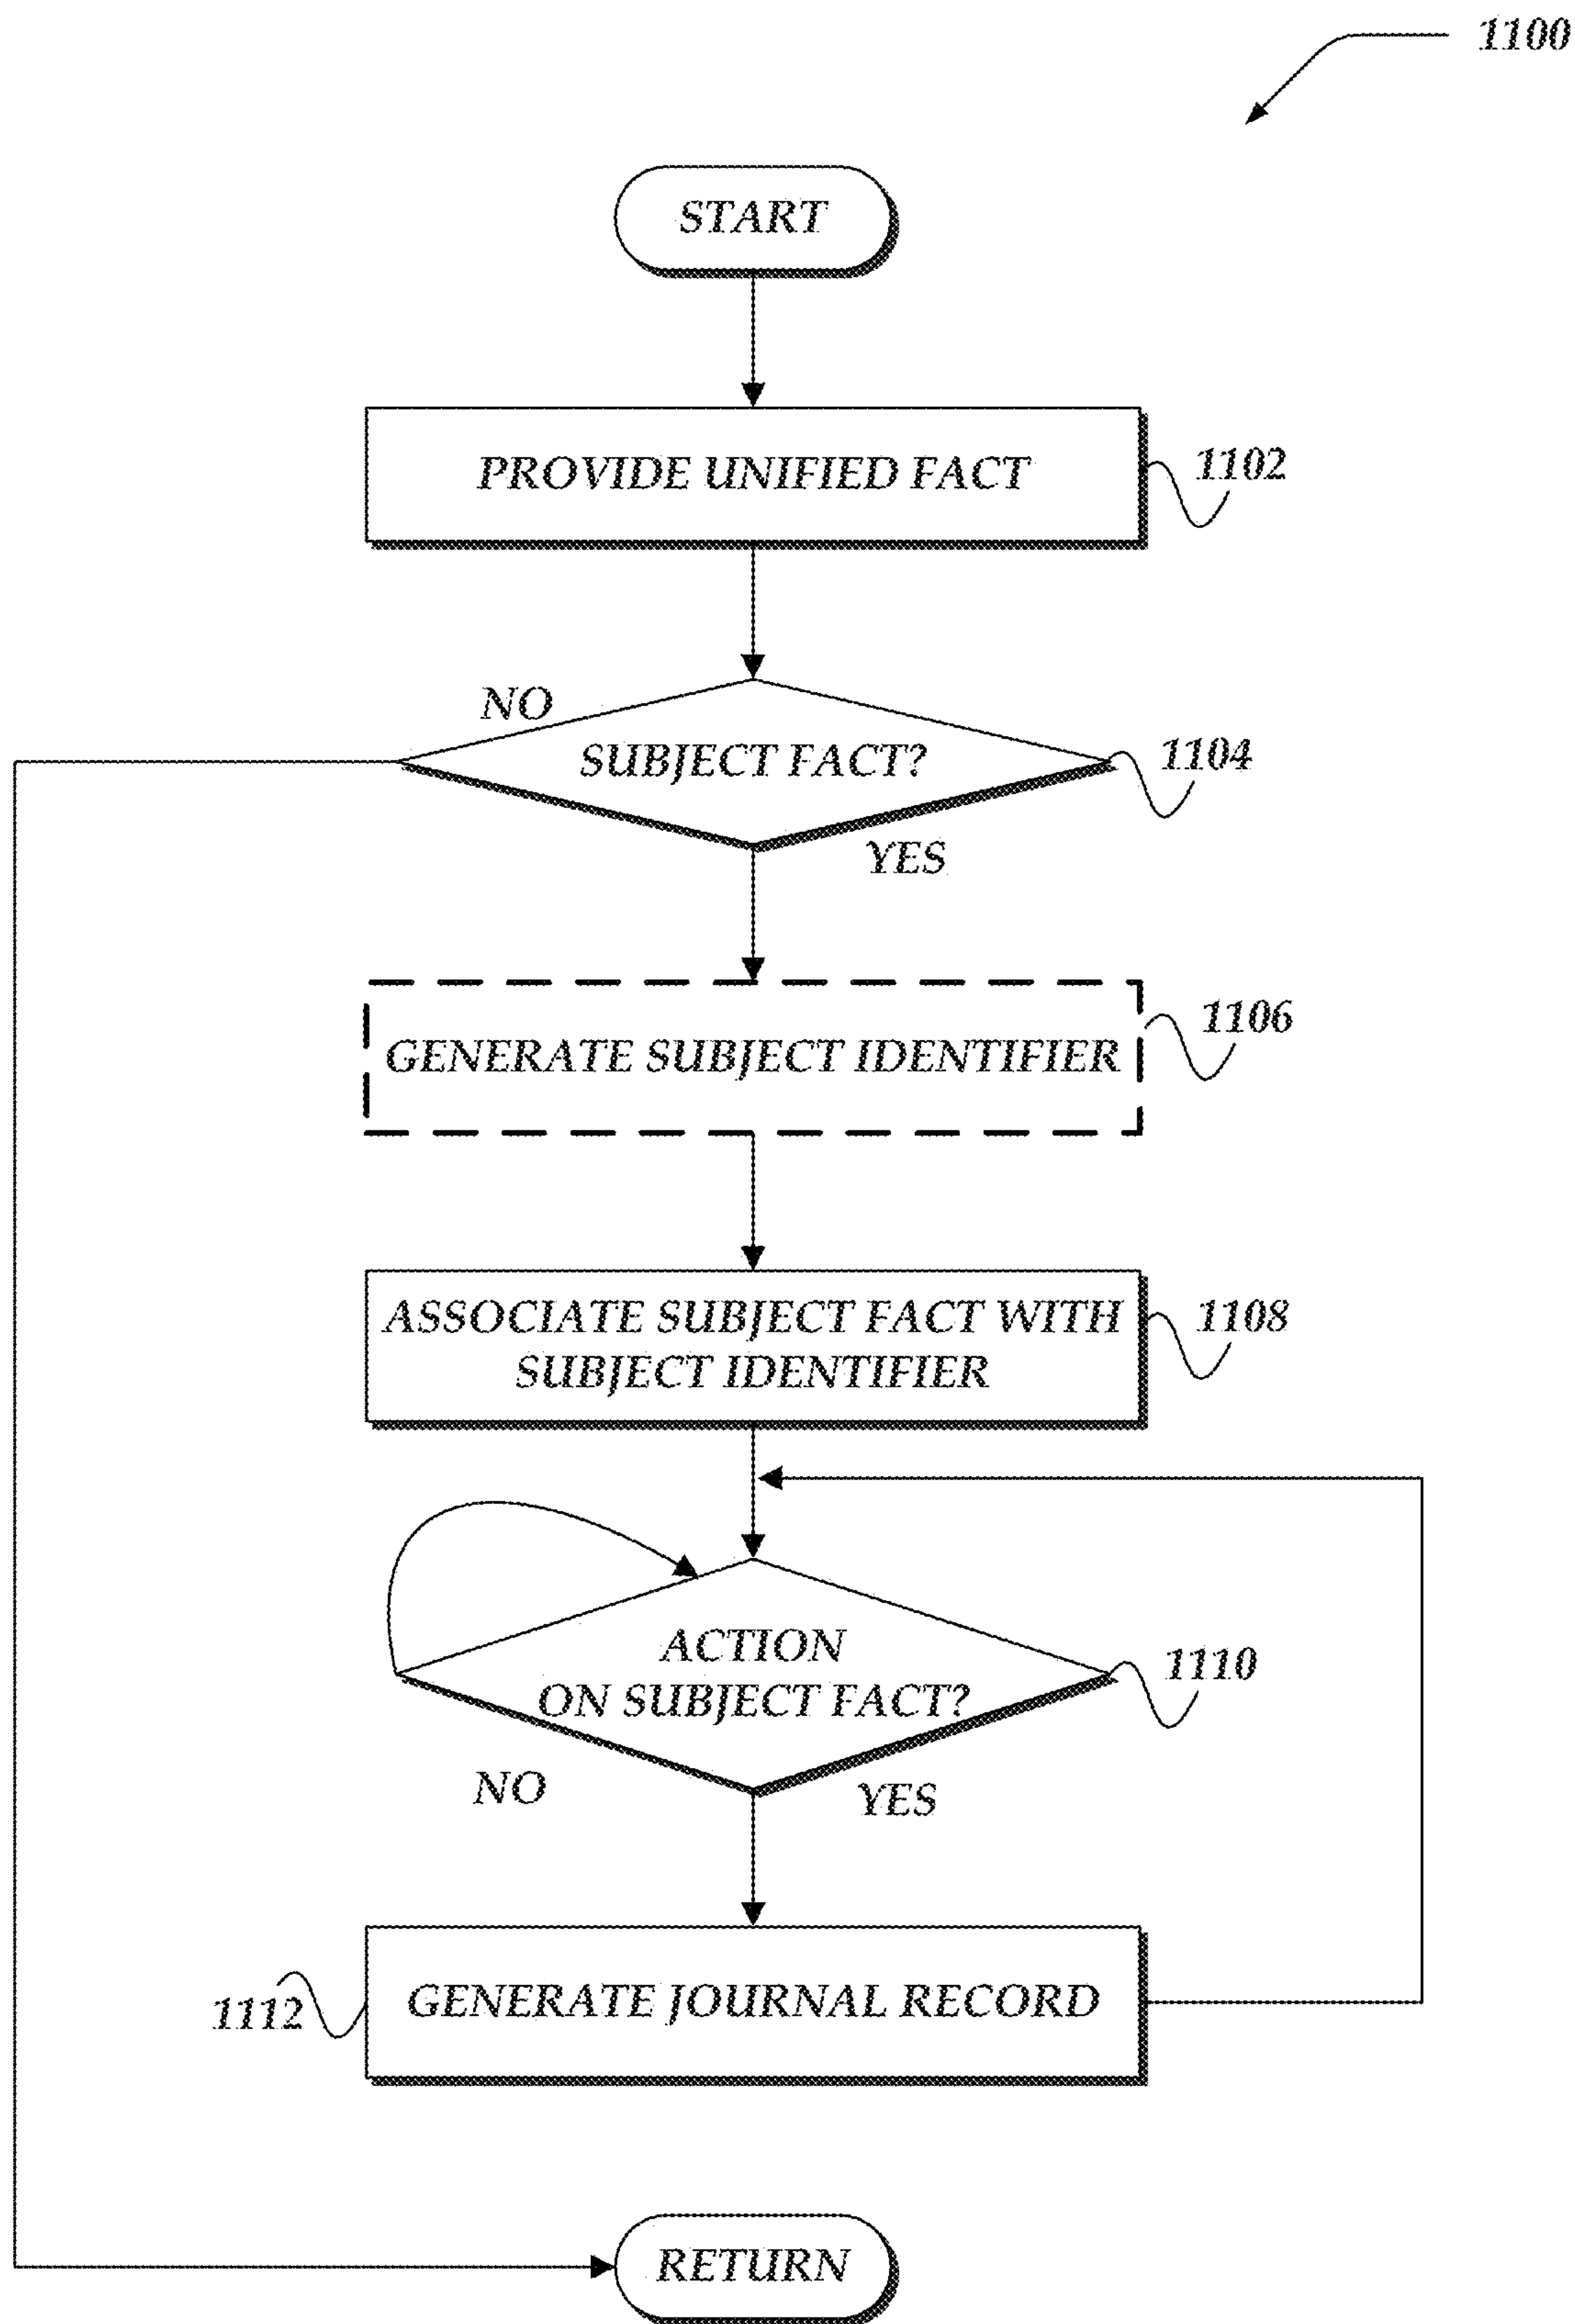 1100
START
PROVIDE UNIFIED FACT
1102
NO
SUBJECT FACT?
1104
YES
GENERATE SUBJECT IDENTIFIER
1106
ASSOCIATE SUBJECT FACT WITH
SUBJECT IDENTIFIER
1108
ACTION
ON SUBJECT FACT?
1110
NO
YES
GENERATE JOURNAL RECORD
1112
RETURN